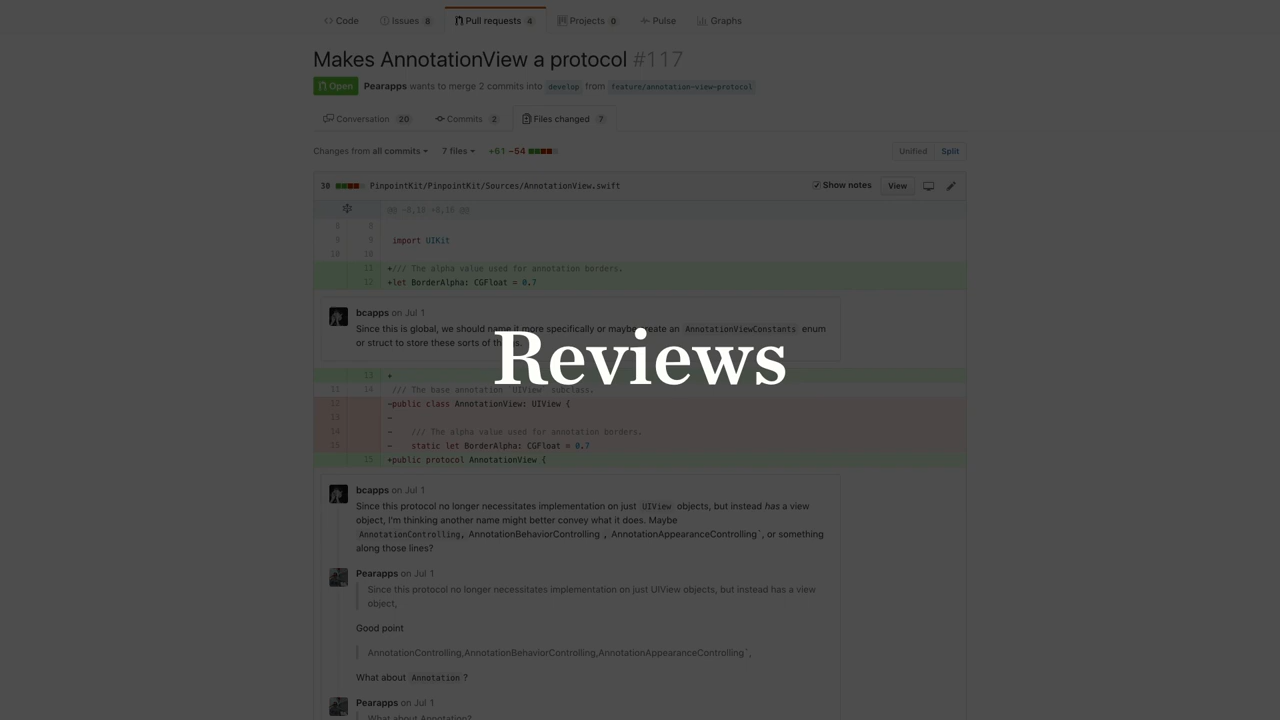 Code Issues 8 Pull requests 4 Projects 0 Pulse Graphs
Makes AnnotationView a protocol #117
Open Pearapps wants to merge 2 commits into develop from feature/annotation-view-protocol
Conversation 20 Commits 2 Files changed 7
Changes from all commits 7 files +61 −54 Unified Split
38 PinpointKit/PinpointKit/Sources/AnnotationView.swift Show notes View
8 8
9 9 import UIKit
10 10
11 +/// The alpha value used for annotation borders.
12 +let BorderAlpha: CGFloat = 0.7
bcapps on Jul 1
Since this is global, we should name it more specifically or maybe create an AnnotationViewConstants enum
or struct to store these sorts of
Reviews
13 +
11 14 /// The base annotation `UIView` subclass.
12 -public class AnnotationView: UIView {
13 -
14 - /// The alpha value used for annotation borders.
15 - static let BorderAlpha: CGFloat = 0.7
15 +public protocol AnnotationView {
bcapps on Jul 1
Since this protocol no longer necessitates implementation on just UIView objects, but instead has a view
object, I'm thinking another name might better convey what it does. Maybe
AnnotationControlling, AnnotationBehaviorControlling , AnnotationAppearanceControlling`, or something
along those lines?
Pearapps on Jul 1
Since this protocol no longer necessitates implementation on just UIView objects, but instead has a view
object,
Good point
AnnotationControlling,AnnotationBehaviorControlling,AnnotationAppearanceControlling`,
What about Annotation ?
Pearapps on Jul 1
What about Annotation?